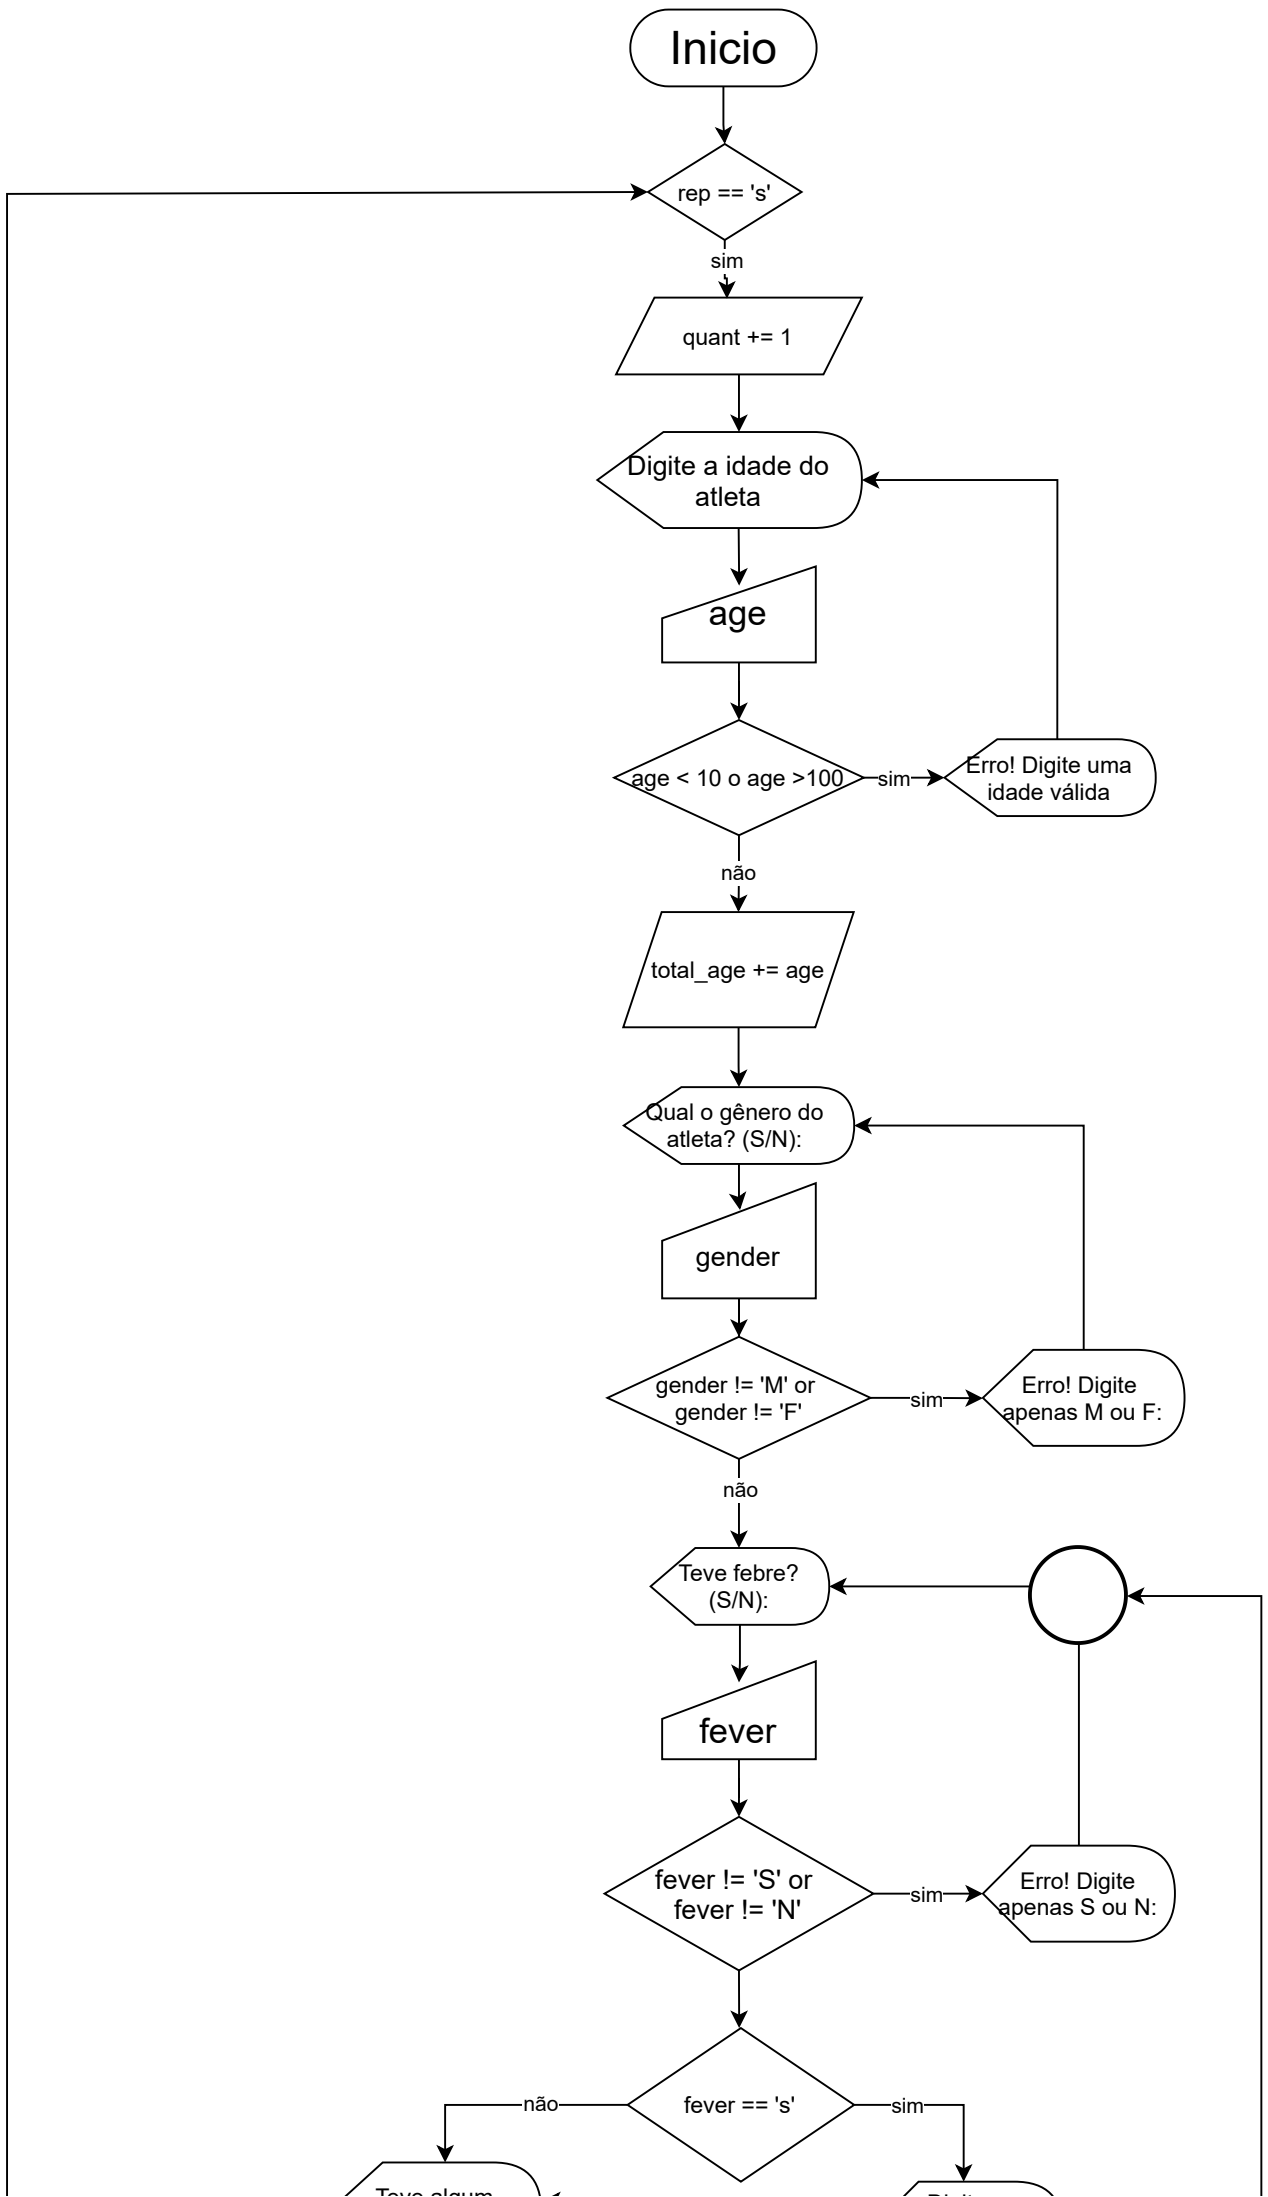 Inicio
rep == 's'
sim
quant += 1
Digite a idade do
atleta
age
age < 10 o age >100
sim
Erro! Digite uma
idade válida
não
total_age += age
Qual o gênero do
atleta? (S/N):
gender
gender != 'M' or
gender != 'F'
sim
Erro! Digite
apenas M ou F:
não
Teve febre?
(S/N):
fever
fever != 'S' or
fever != 'N'
sim
Erro! Digite
apenas S ou N:
fever == 's'
não
sim
Teve algum